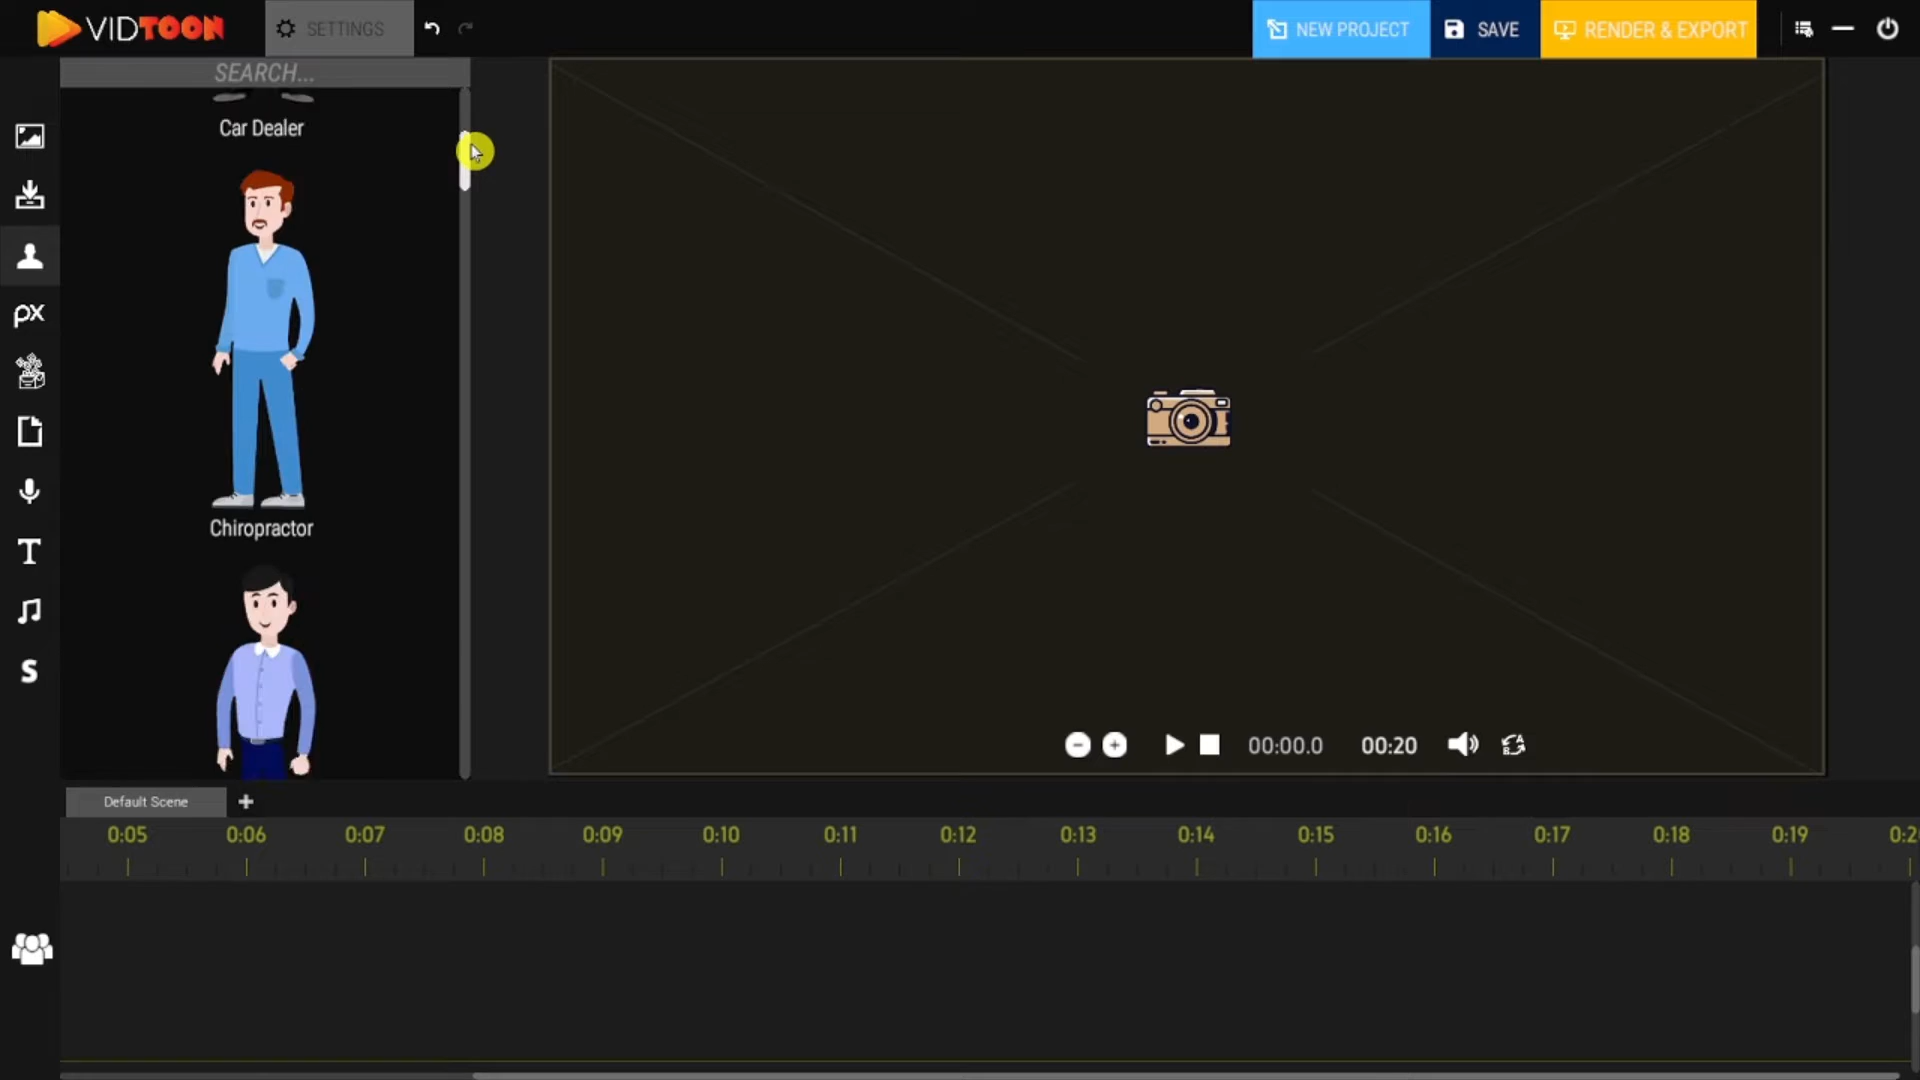 VIDTOON
SETTINGS
NEW PROJECT
SAVE
RENDER & EXPORT
SEARCH...
Car Dealer
Chiropractor
px
T
S
00:00.0
00:20
Default Scene
0:05 0:06 0:07 0:08 0:09 0:10 0:11 0:12 0:13 0:14 0:15 0:16 0:17 0:18 0:19